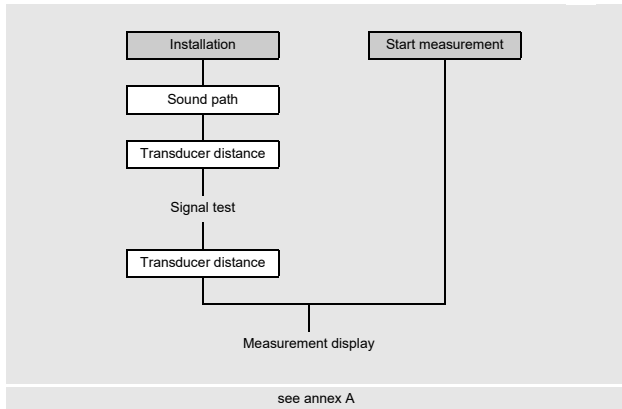 Installation
Start measurement
Sound path
Transducer distance
Signal test
Transducer distance
Measurement display
see annex A